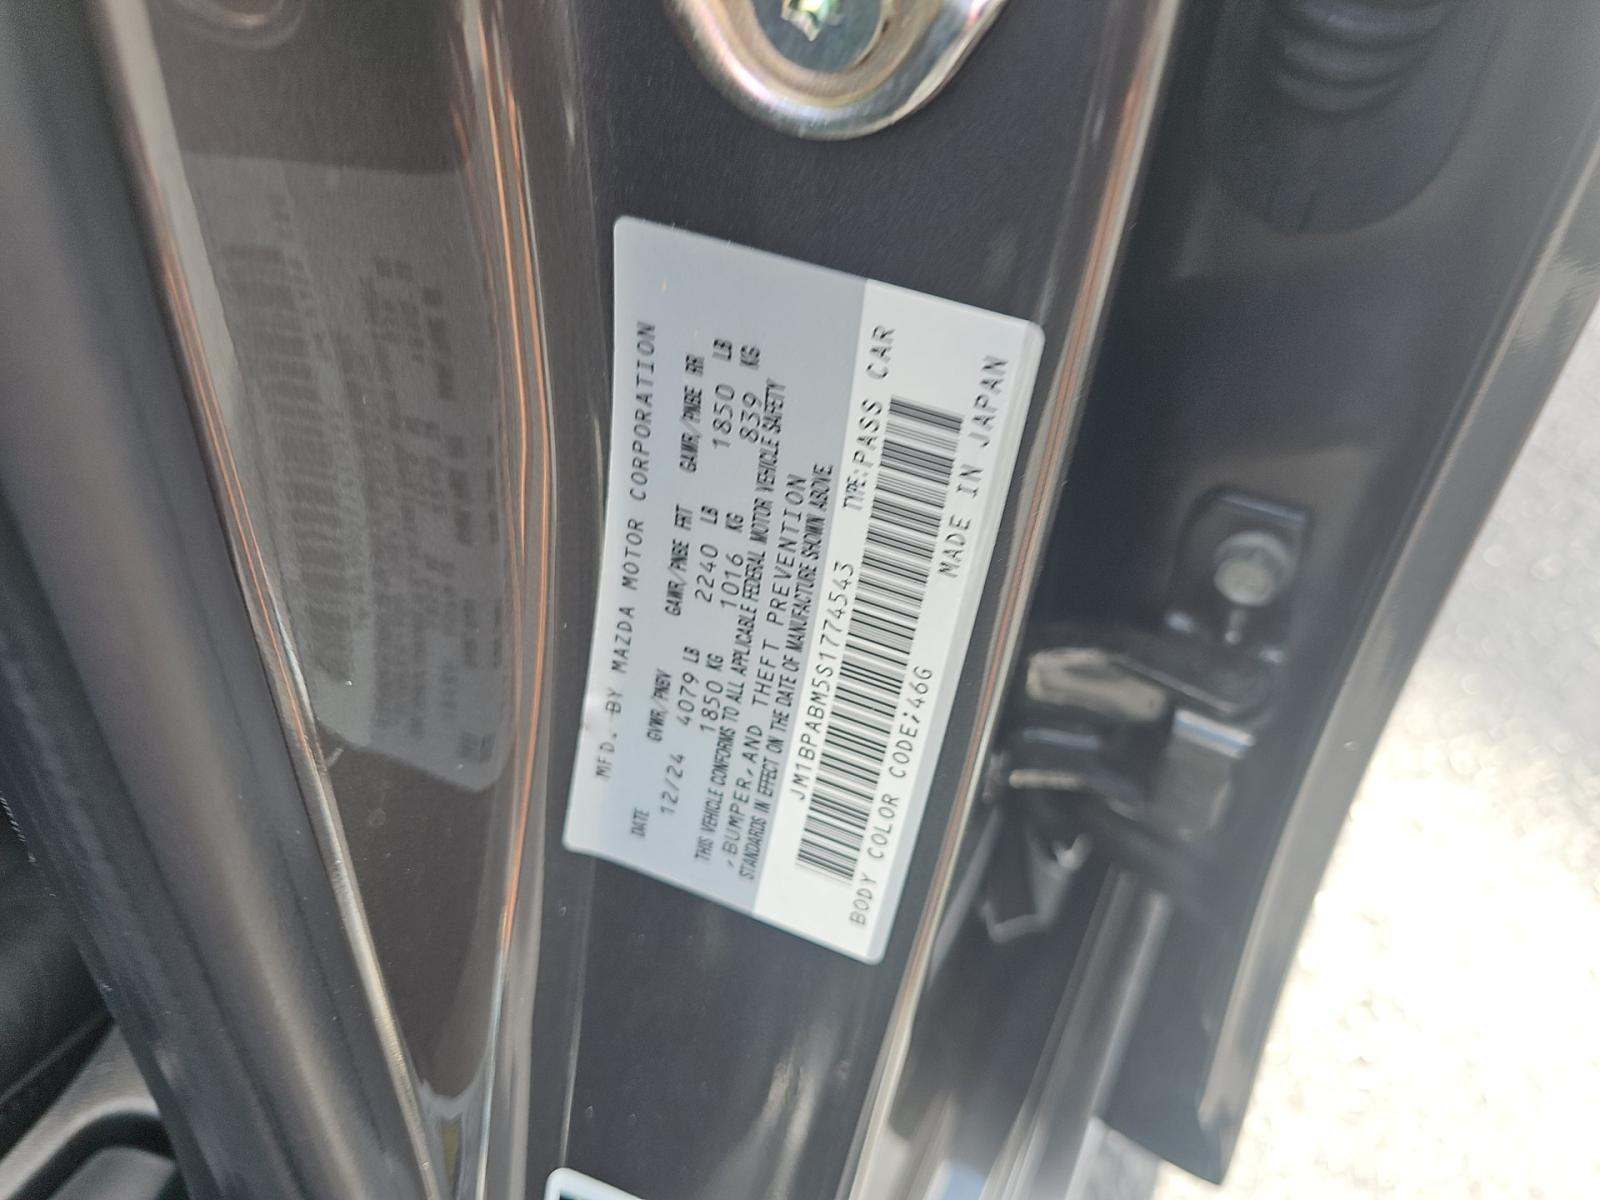 MFD. BY MAZDA MOTOR CORPORATION
DATE GVWR/PNBV GAWR/PNBE FRT GAWR/PNBE RR
12/24 4079 LB 2240 LB 1850 LB
1850 KG 1016 KG 839 KG
THIS VEHICLE CONFORMS TO ALL APPLICABLE FEDERAL MOTOR VEHICLE SAFETY
,BUMPER,AND THEFT PREVENTION
STANDARDS IN EFFECT ON THE DATE OF MANUFACTURE SHOWN ABOVE
JM1BPABM5S1774543 TYPE:PASS CAR
BODY COLOR CODE:46G MADE IN JAPAN